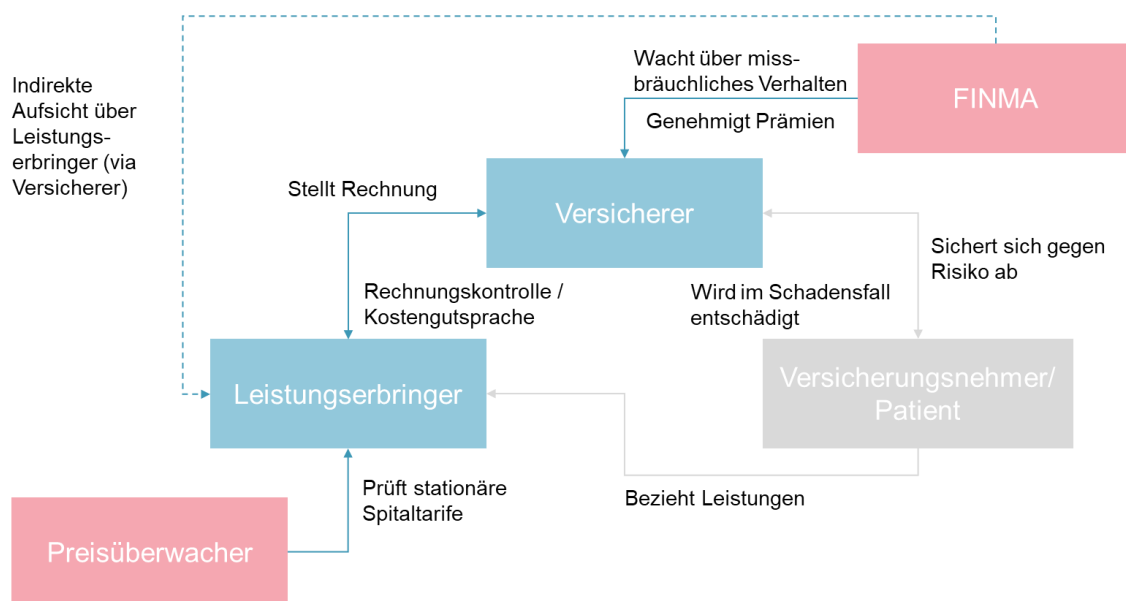 Indirekte
Aufsicht über
Leistungs-
erbringer (via
Versicherer)
Wacht über miss-
bräuchliches Verhalten
FINMA
Genehmigt Prämien
Stellt Rechnung
Versicherer
Sichert sich gegen
Risiko ab
Rechnungskontrolle /
Kostengutsprache
Wird im Schadensfall
entschädigt
Leistungserbringer
Versicherungsnehmer/
Patient
Prüft stationäre
Spitaltarife
Bezieht Leistungen
Preisüberwacher